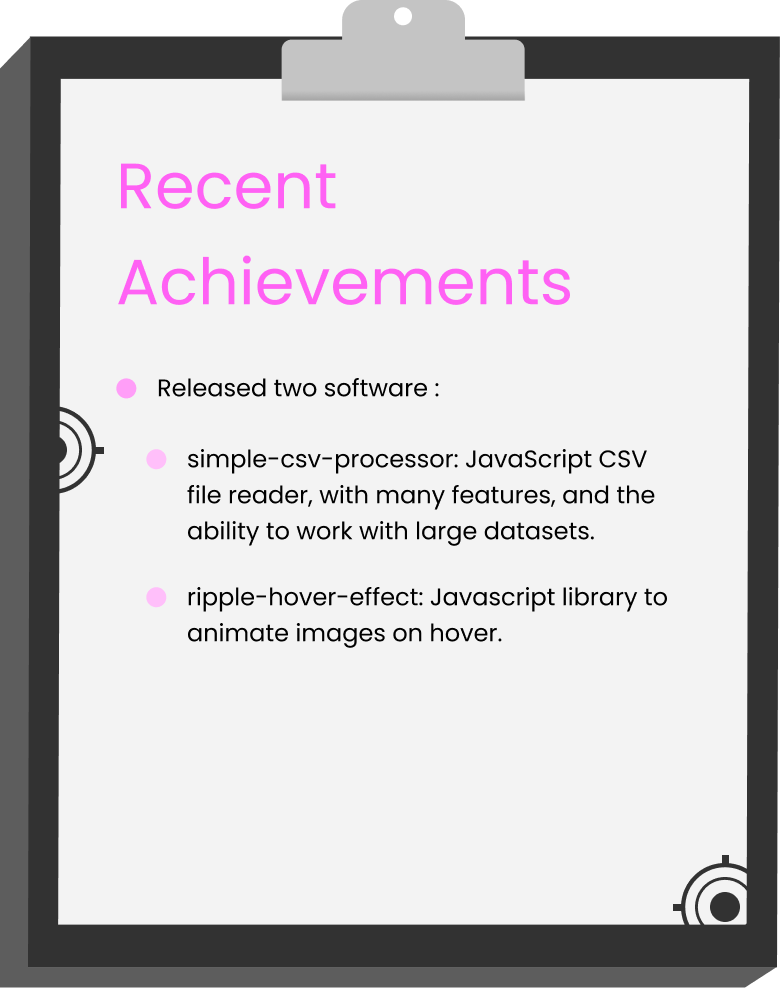 Recent
Achievements
Released two software :
simple-csv-processor: JavaScript CSV
file reader, with many features, and the
ability to work with large datasets.
ripple-hover-effect: Javascript library to
animate images on hover.